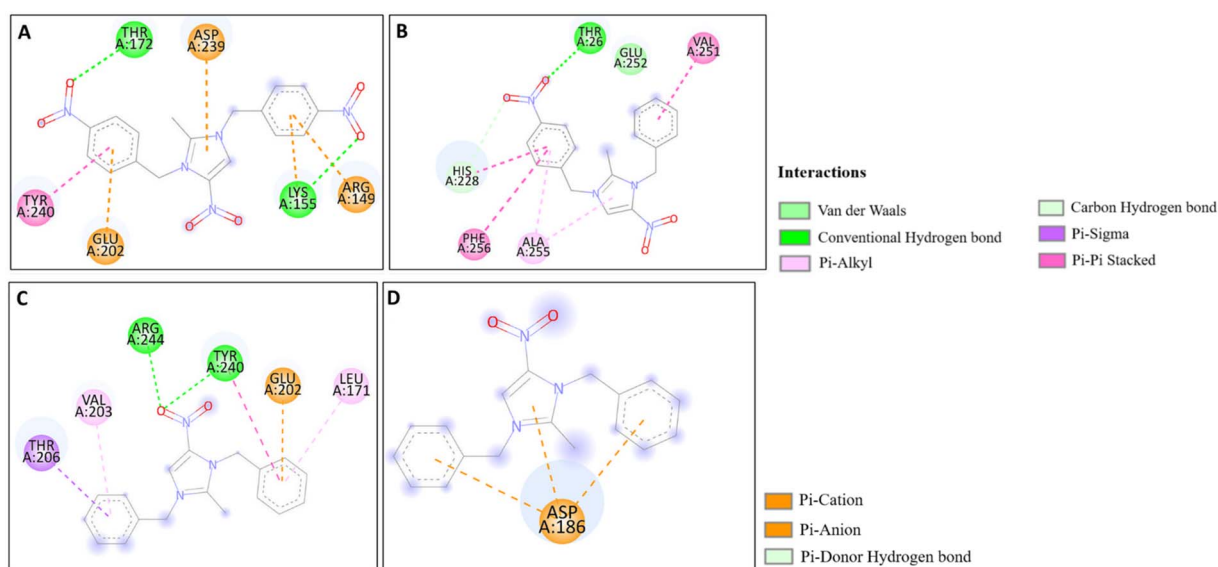 A
THR
A:172
ASP
A:239
O
N
O
N
N
N
O
O
N
O
O
TYR
A:240
GLU
A:202
LYS
A:155
ARG
A:149
B
THR
A:26
GLU
A:252
VAL
A:251
O
N
O
HIS
A:228
N
N
N
O
O
PHE
A:256
ALA
A:255
Interactions
Van der Waals
Conventional Hydrogen bond
Pi-Alkyl
Carbon Hydrogen bond
Pi-Sigma
Pi-Pi Stacked
C
ARG
A:244
TYR
A:240
GLU
A:202
LEU
A:171
VAL
A:203
THR
A:206
O
O
N
N
N
D
O
O
N
N
N
ASP
A:186
Pi-Cation
Pi-Anion
Pi-Donor Hydrogen bond